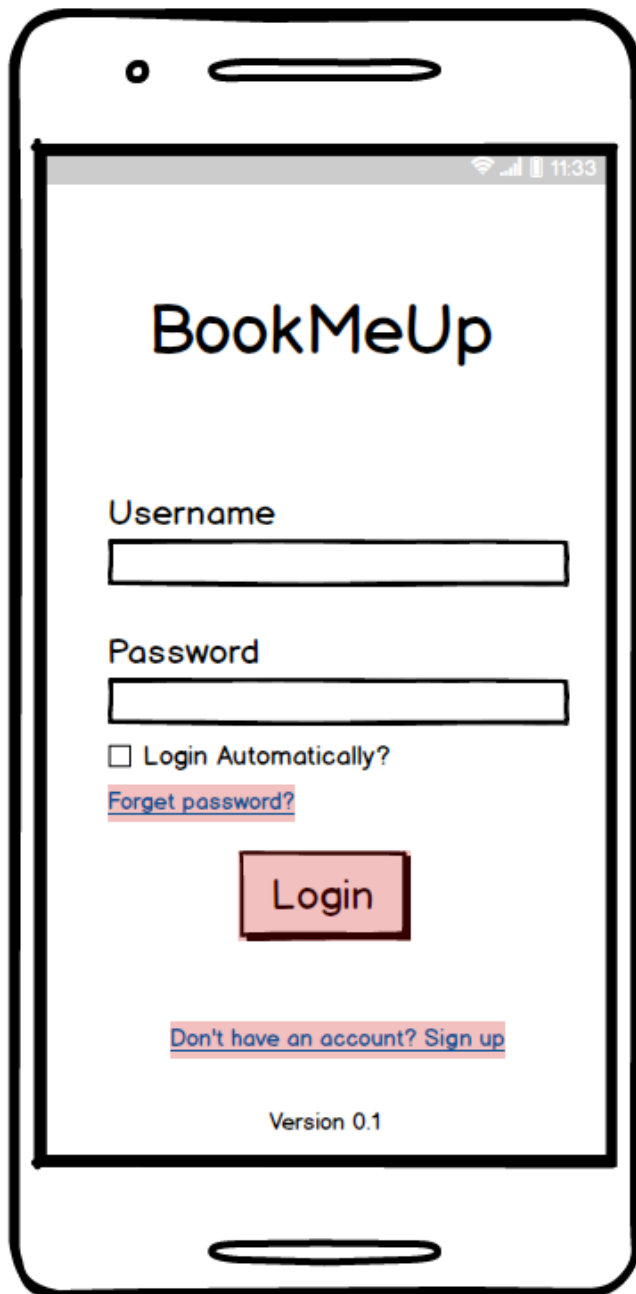 11:33
BookMeUp
Username
Password
Login Automatically?
Forget password?
Login
Don't have an account? Sign up
Version 0.1